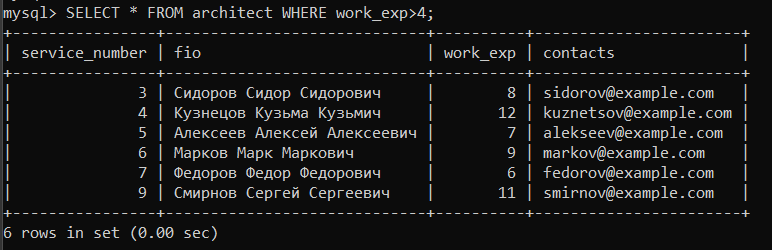 mysql> SELECT * FROM architect WHERE work_exp>4;
+----------------+-----------------------------+----------+-----------------------+
| service_number | fio                         | work_exp | contacts              |
+----------------+-----------------------------+----------+-----------------------+
|              3 | Сидоров Сидор Сидорович     |        8 | sidorov@example.com   |
|              4 | Кузнецов Кузьма Кузьмич     |       12 | kuznetsov@example.com |
|              5 | Алексеев Алексей Алексеевич |        7 | alekseev@example.com  |
|              6 | Марков Марк Маркович        |        9 | markov@example.com    |
|              7 | Федоров Федор Федорович     |        6 | fedorov@example.com   |
|              9 | Смирнов Сергей Сергеевич    |       11 | smirnov@example.com   |
+----------------+-----------------------------+----------+-----------------------+
6 rows in set (0.00 sec)